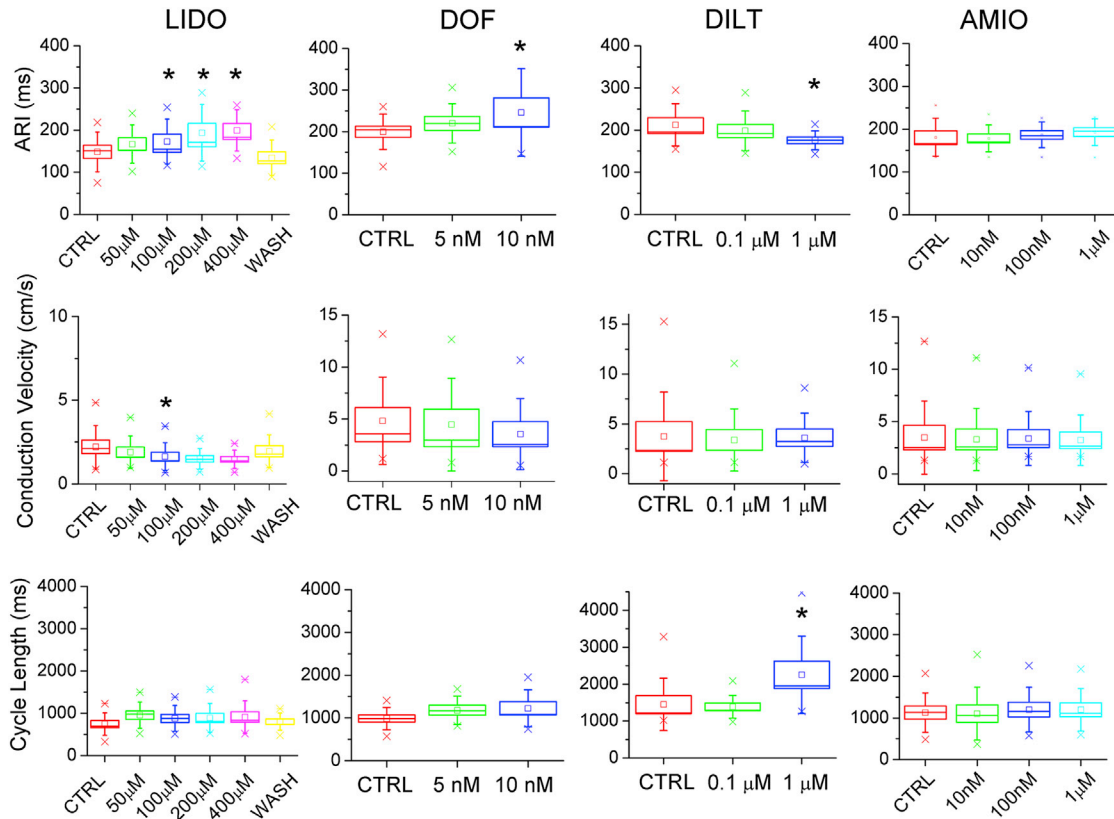 LIDO DOF DILT AMIO
ARI (ms)
400 300 200 100 0
400 300 200 100 0
400 300 200 100 0
400 300 200 100 0
* * * * *
CTRL 50µM 100µM 200µM 400µM WASH
CTRL 5 nM 10 nM
CTRL 0.1 µM 1 µM
CTRL 10nM 100nM 1µM
Conduction Velocity (cm/s)
10 5 0
15 10 5 0
15 10 5 0
15 10 5 0
*
CTRL 50µM 100µM 200µM 400µM WASH
CTRL 5 nM 10 nM
CTRL 0.1 µM 1 µM
CTRL 10nM 100nM 1µM
Cycle Length (ms)
4000 3000 2000 1000 0
4000 3000 2000 1000 0
4000 3000 2000 1000 0
4000 3000 2000 1000 0
*
CTRL 50µM 100µM 200µM 400µM WASH
CTRL 5 nM 10 nM
CTRL 0.1 µM 1 µM
CTRL 10nM 100nM 1µM